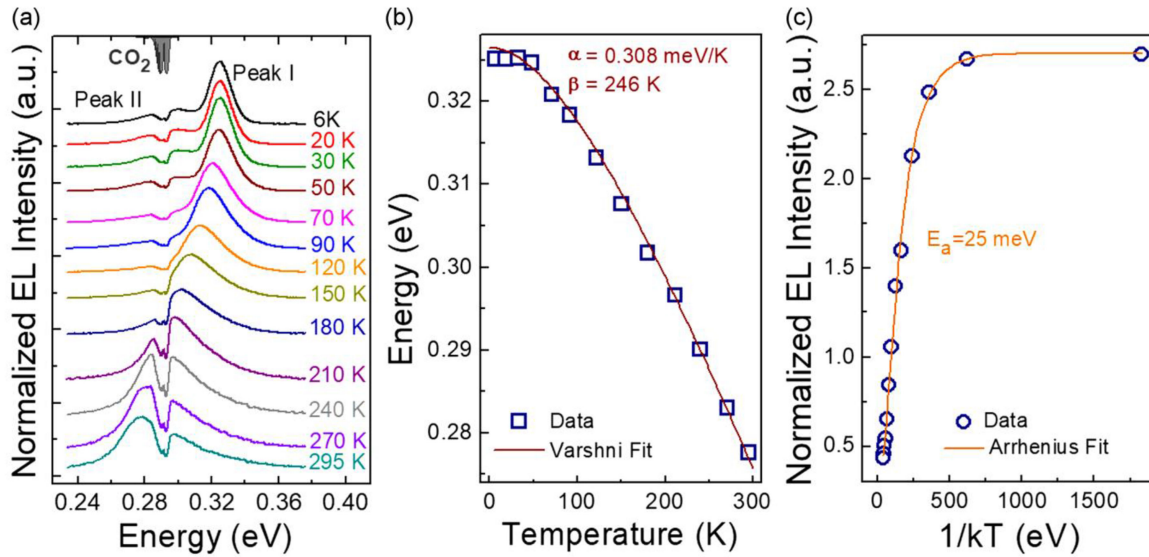 (a)
Normalized EL Intensity (a.u.)
CO2
Peak I
Peak II
6K
20 K
30 K
50 K
70 K
90 K
120 K
150 K
180 K
210 K
240 K
270 K
295 K
0.24 0.28 0.32 0.36 0.40
Energy (eV)
(b)
Energy (eV)
α = 0.308 meV/K
β = 246 K
0.32
0.31
0.30
0.29
0.28
Data
Varshni Fit
0 100 200 300
Temperature (K)
(c)
Normalized EL Intensity (a.u.)
2.5
2.0
1.5
1.0
0.5
Ea=25 meV
Data
Arrhenius Fit
0 500 1000 1500
1/kT (eV)